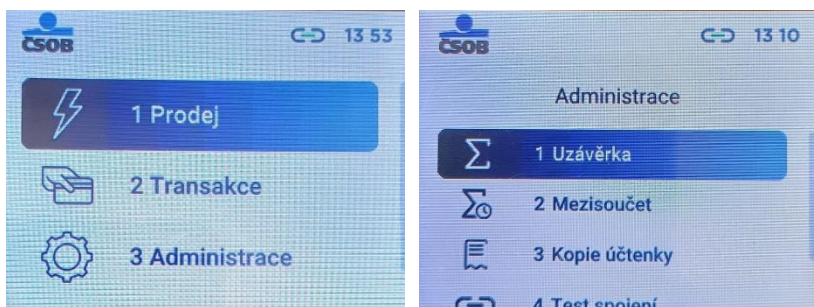 ČSOB
13 53
1 Prodej
2 Transakce
3 Administrace
ČSOB
13 10
Administrace
1 Uzávěrka
2 Mezisoučet
3 Kopie účtenky
4 Test spojení